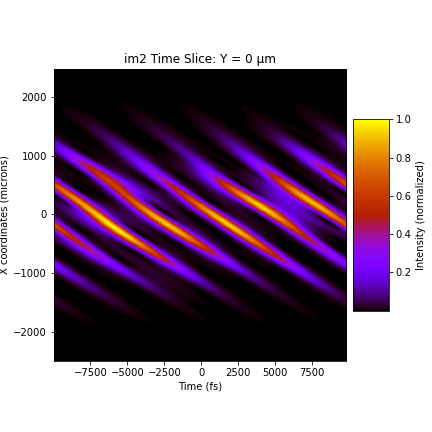 im2 Time Slice: Y = 0 μm
2000
1000
0
−1000
−2000
X coordinates (microns)
−7500 −5000 −2500 0 2500 5000 7500
Time (fs)
1.0
0.8
0.6
0.4
0.2
Intensity (normalized)